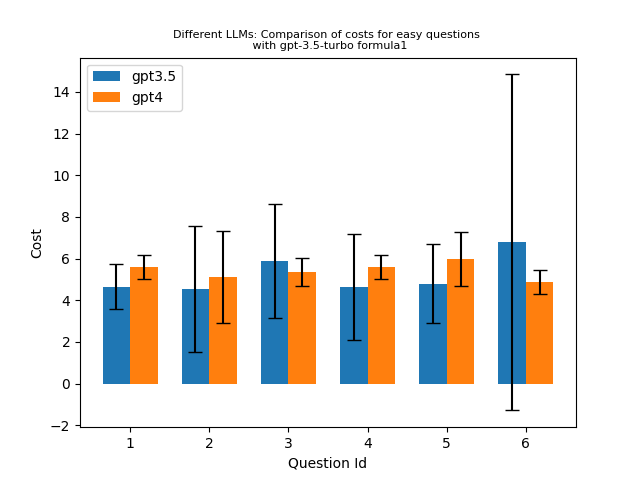 Different LLMs: Comparison of costs for easy questions
with gpt-3.5-turbo formula1
gpt3.5
gpt4
14
12
10
8
6
4
2
0
−2
Cost
1 2 3 4 5 6
Question Id